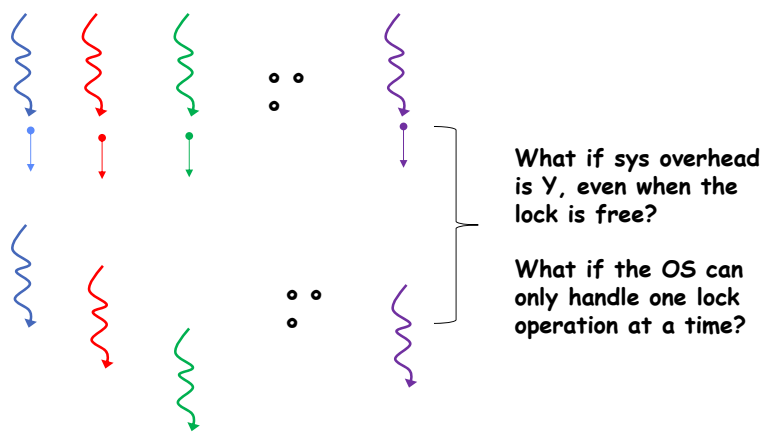 What if sys overhead
is Y, even when the
lock is free?
What if the OS can
only handle one lock
operation at a time?